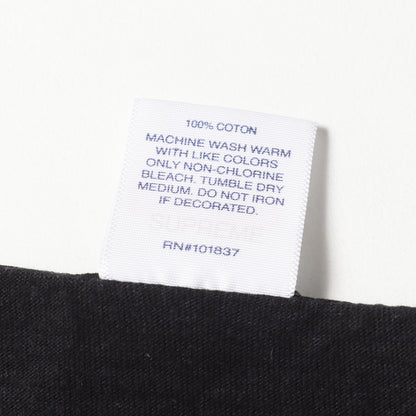 100% COTON
MACHINE WASH WARM
WITH LIKE COLORS
ONLY NON-CHLORINE
BLEACH. TUMBLE DRY
MEDIUM. DO NOT IRON
IF DECORATED.
SUPREME
RN#101837